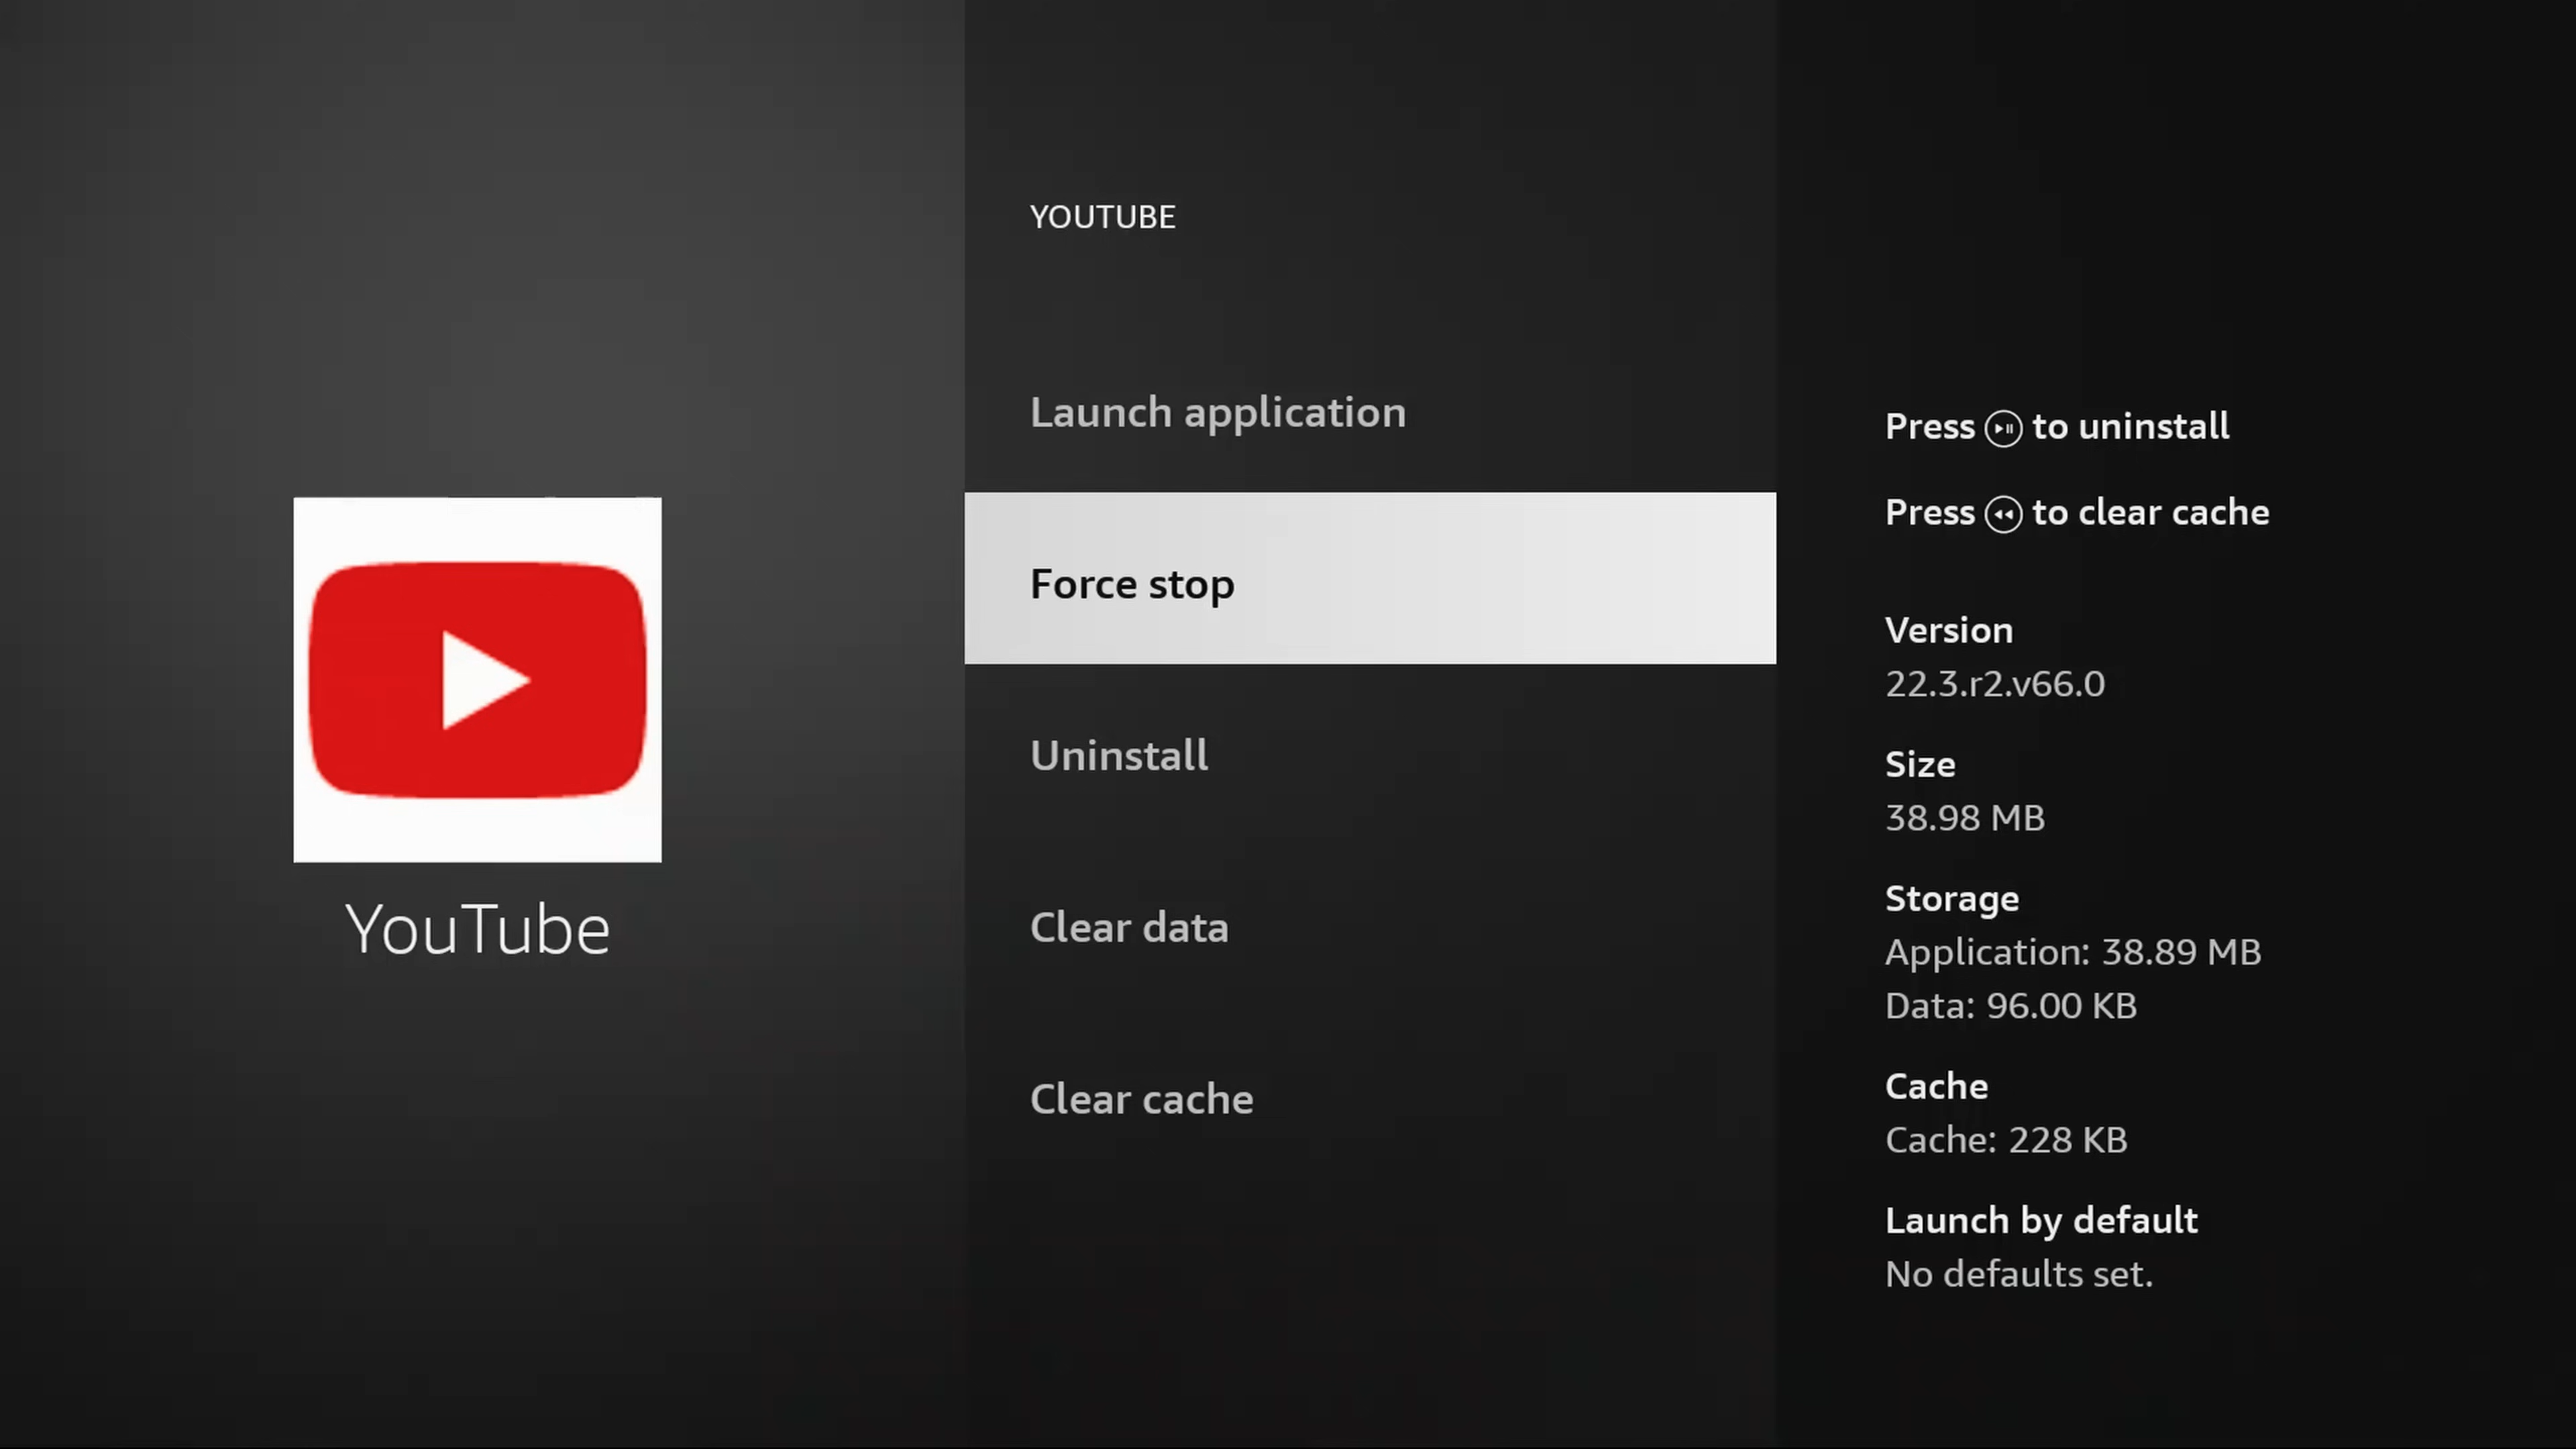 YouTube
YOUTUBE
Launch application
Force stop
Uninstall
Clear data
Clear cache
Press to uninstall
Press to clear cache
Version
22.3.r2.v66.0
Size
38.98 MB
Storage
Application: 38.89 MB
Data: 96.00 KB
Cache
Cache: 228 KB
Launch by default
No defaults set.